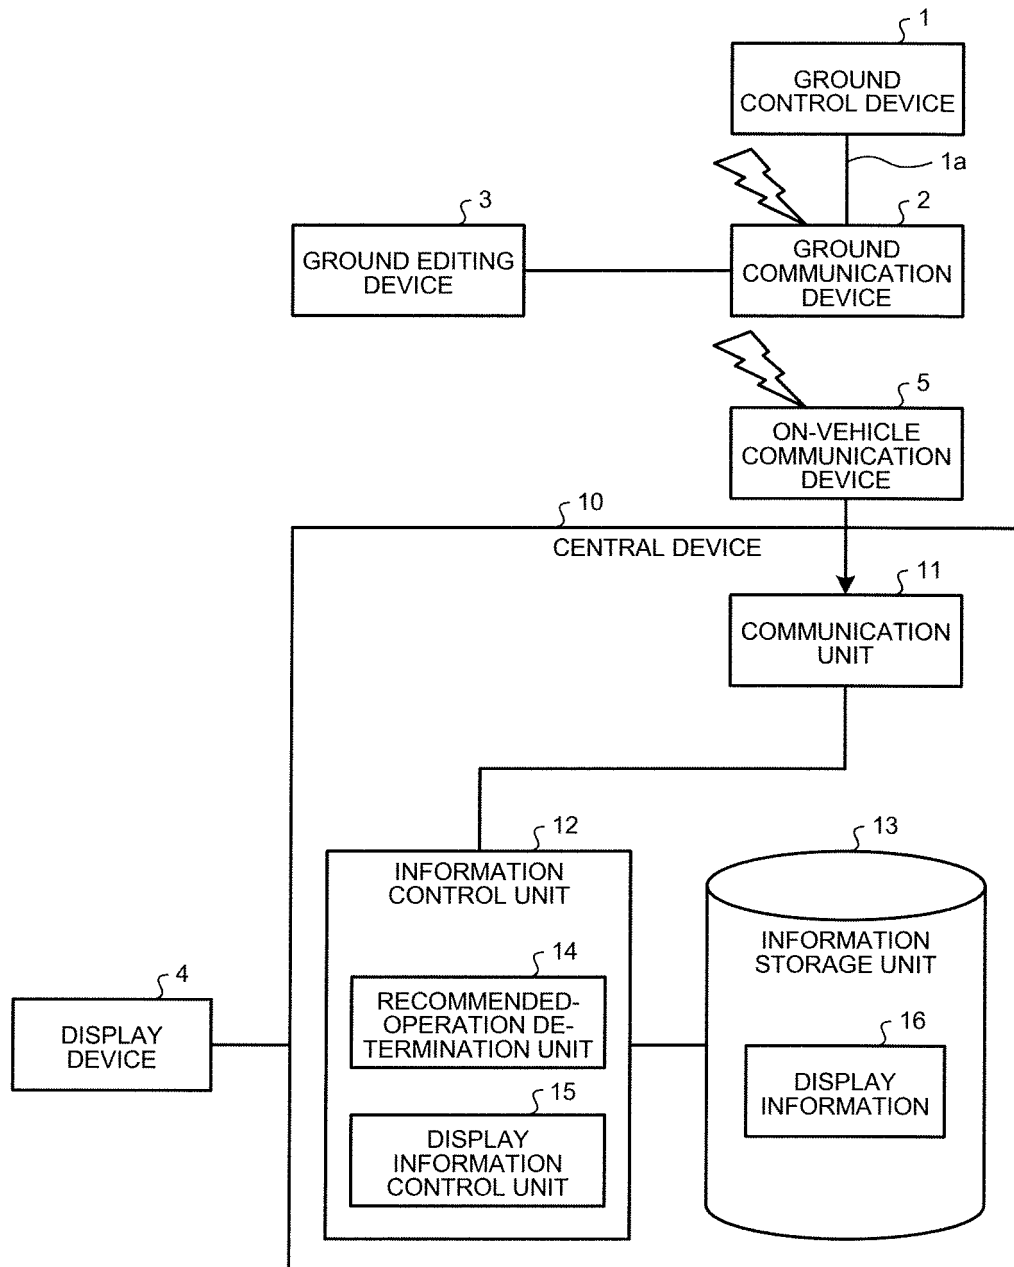 1
GROUND
CONTROL DEVICE
1a
3
2
GROUND EDITING
DEVICE
GROUND
COMMUNICATION
DEVICE
5
ON-VEHICLE
COMMUNICATION
DEVICE
10
CENTRAL DEVICE
11
COMMUNICATION
UNIT
12
13
INFORMATION
CONTROL UNIT
INFORMATION
STORAGE UNIT
4
DISPLAY
DEVICE
14
RECOMMENDED-
OPERATION DE-
TERMINATION UNIT
16
DISPLAY
INFORMATION
15
DISPLAY
INFORMATION
CONTROL UNIT